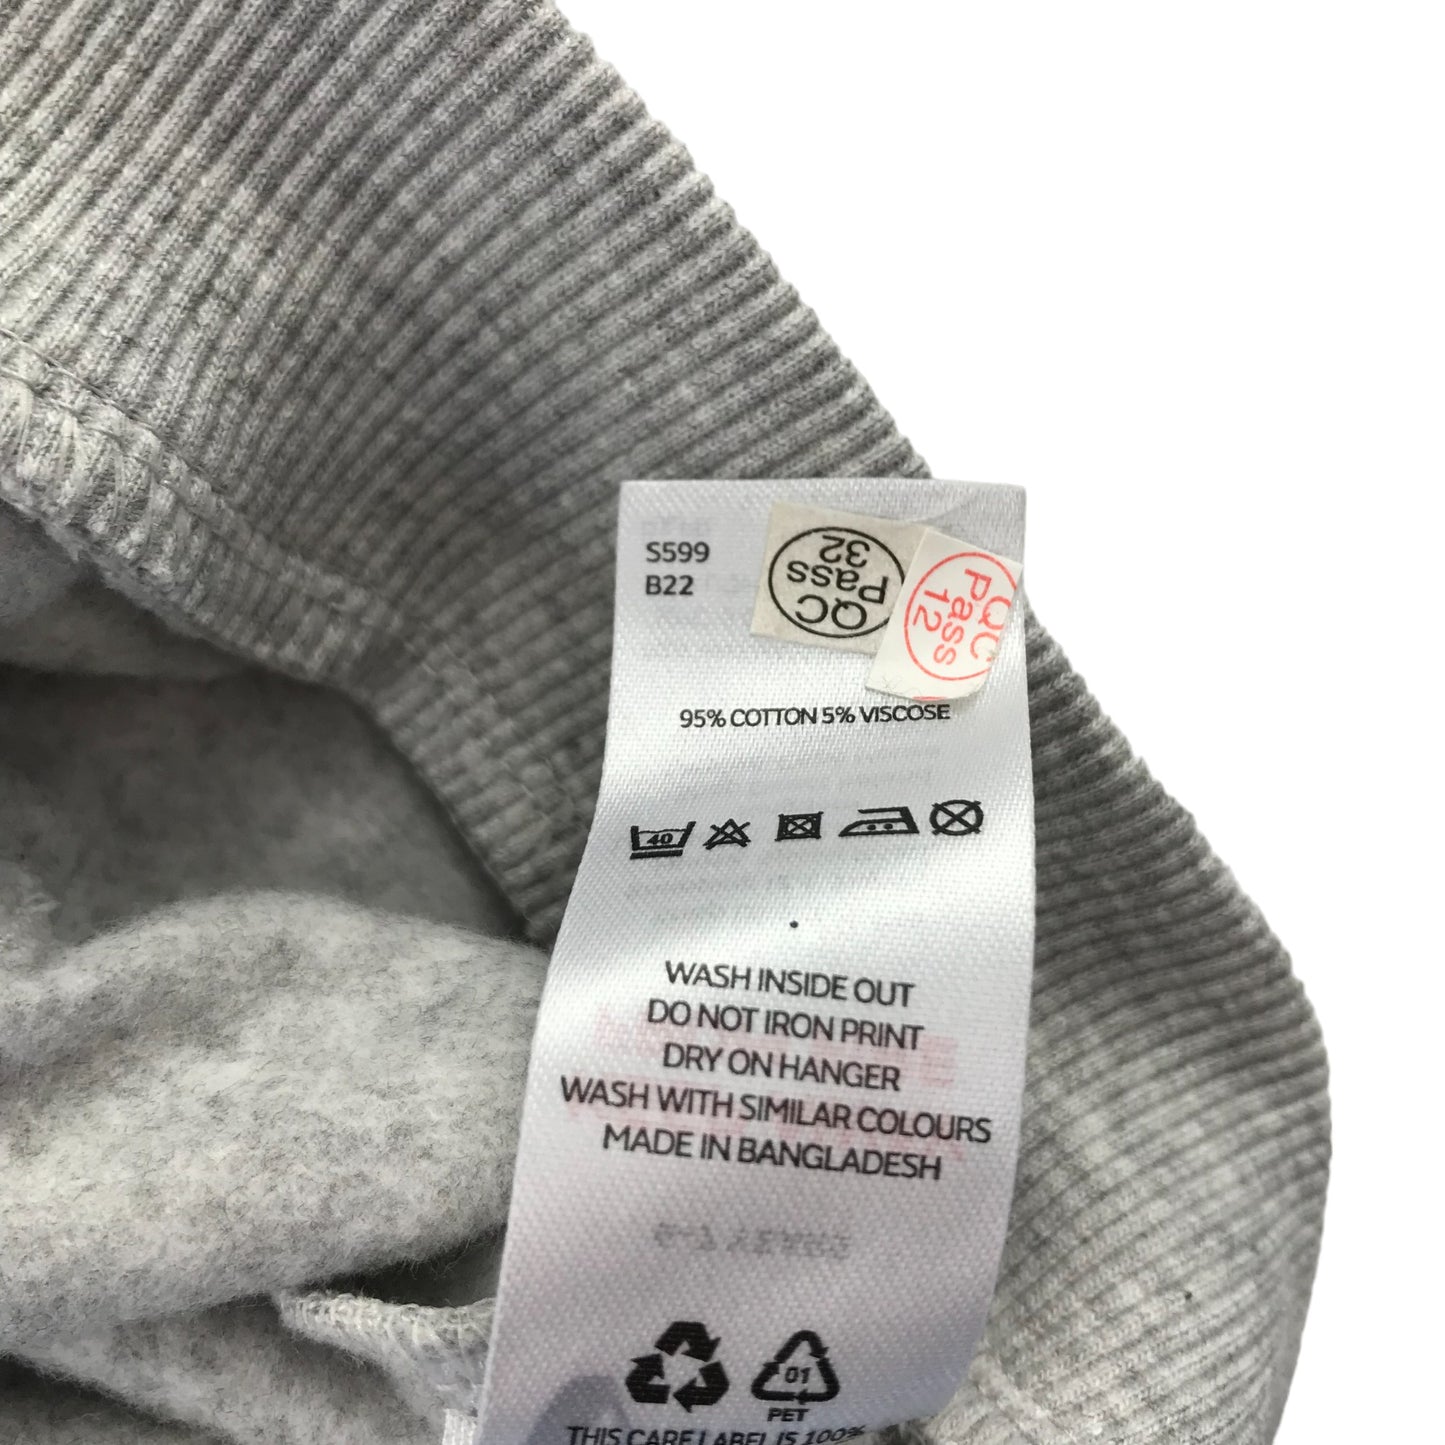 S599
B22
QC
Pass
32
QC
Pass
12
95% COTTON 5% VISCOSE
40
WASH INSIDE OUT
DO NOT IRON PRINT
DRY ON HANGER
WASH WITH SIMILAR COLOURS
MADE IN BANGLADESH
01
PET
THIS CARE LABEL IS 100%